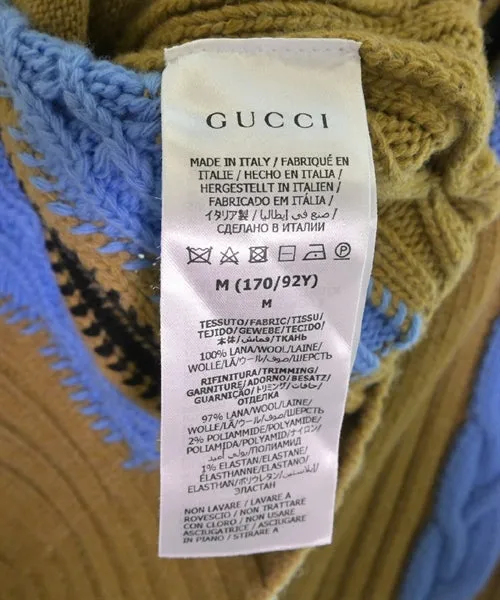 GUCCI
MADE IN ITALY / FABRIQUÉ EN
ITALIE / HECHO EN ITALIA /
HERGESTELLT IN ITALIEN /
FABRICADO EM ITÁLIA /
イタリア製 / صنع في إيطاليا /
СДЕЛАНО В ИТАЛИИ
M (170/92Y)
M
TESSUTO/FABRIC/TISSU/
TEJIDO/GEWEBE/TECIDO/
本体/قماش/ТКАНЬ
100% LANA/WOOL/LAINE/
WOLLE/LÃ/ウール/صوف/ШЕРСТЬ
RIFINITURA/TRIMMING/
GARNITURE/ADORNO/BESATZ/
GUARNIÇÃO/トリミング/حافات/
ОТДЕЛКА
97% LANA/WOOL/LAINE/
WOLLE/LÃ/ウール/صوف/ШЕРСТЬ
2% POLIAMMIDE/POLYAMID/
POLIAMIDA/POLYAMID/ナイロン/
بولي أميد/ПОЛИАМИД
1% ELASTAN/ELASTANE/
ELASTHANNE/ELASTANO/
ELASTHAN/ポリウレタン/إيلاستين/
ЭЛАСТАН
NON LAVARE / LAVARE A
ROVESCIO / NON TRATTARE
CON CLORO / NON USARE
ASCIUGATRICE / ASCIUGARE
IN PIANO / STIRARE A